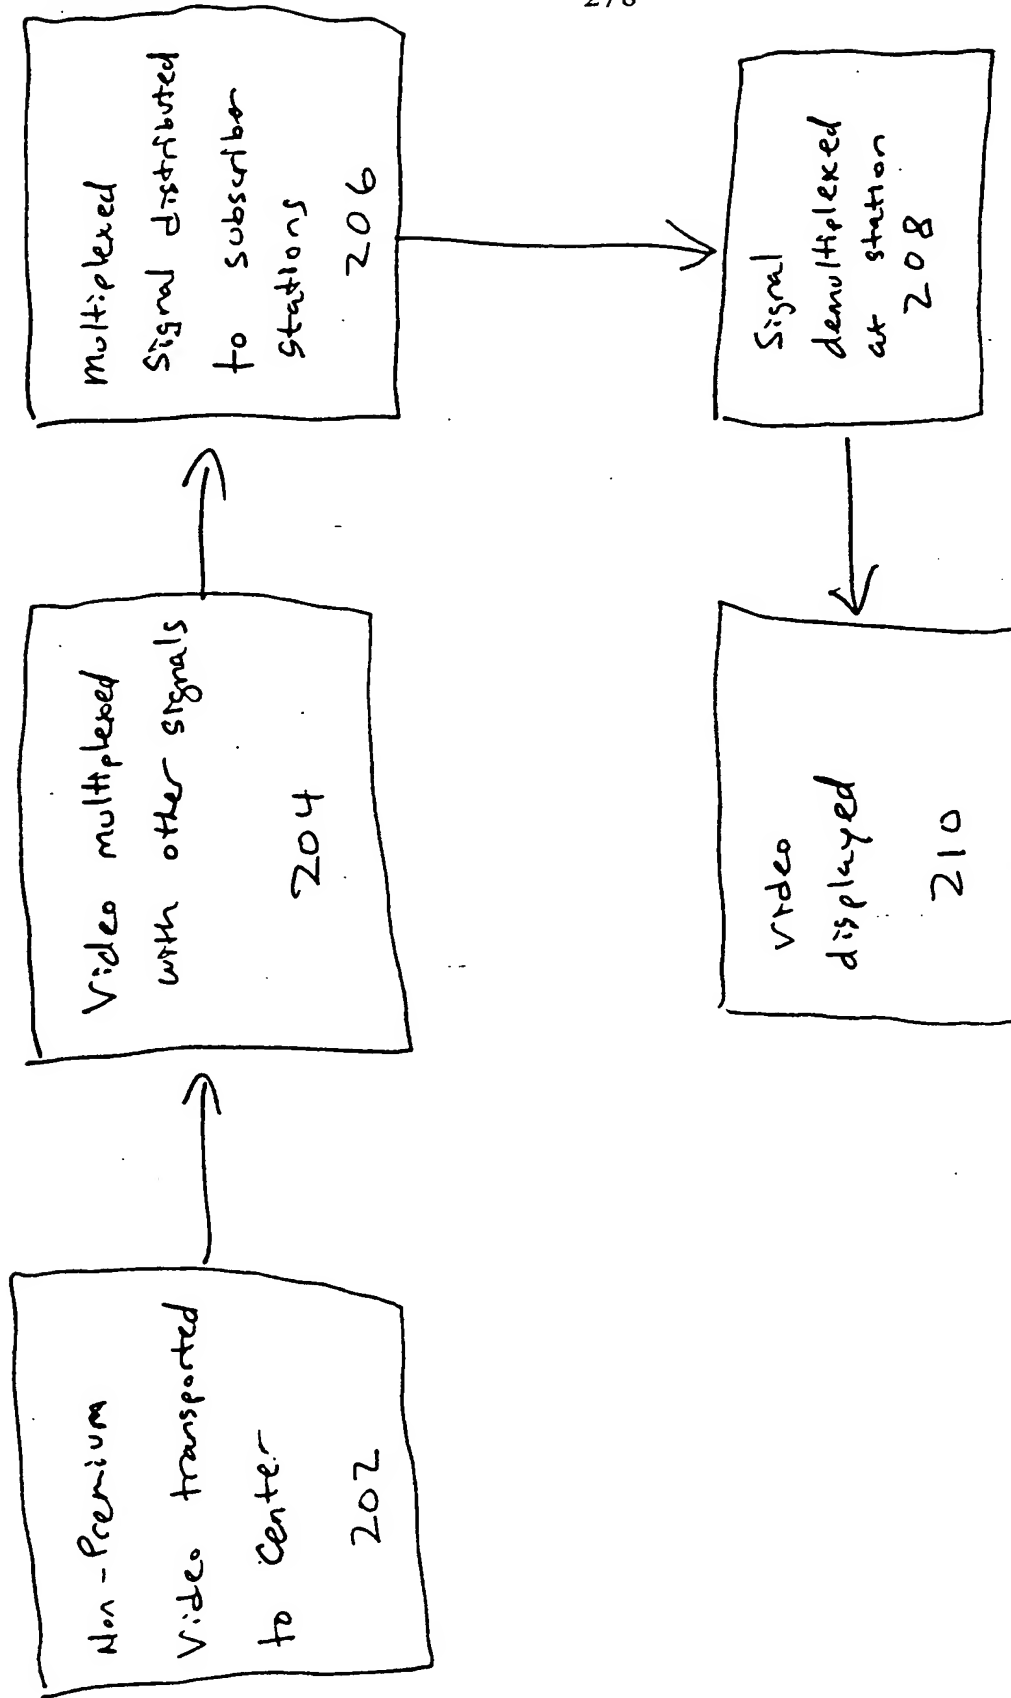 Non-Premium
Video transported
to Center
202
Video multiplexed
with other signals
204
Multiplexed
Signal distributed
to subscriber
Stations
206
Signal
demultiplexed
at station
208
Video
displayed
210